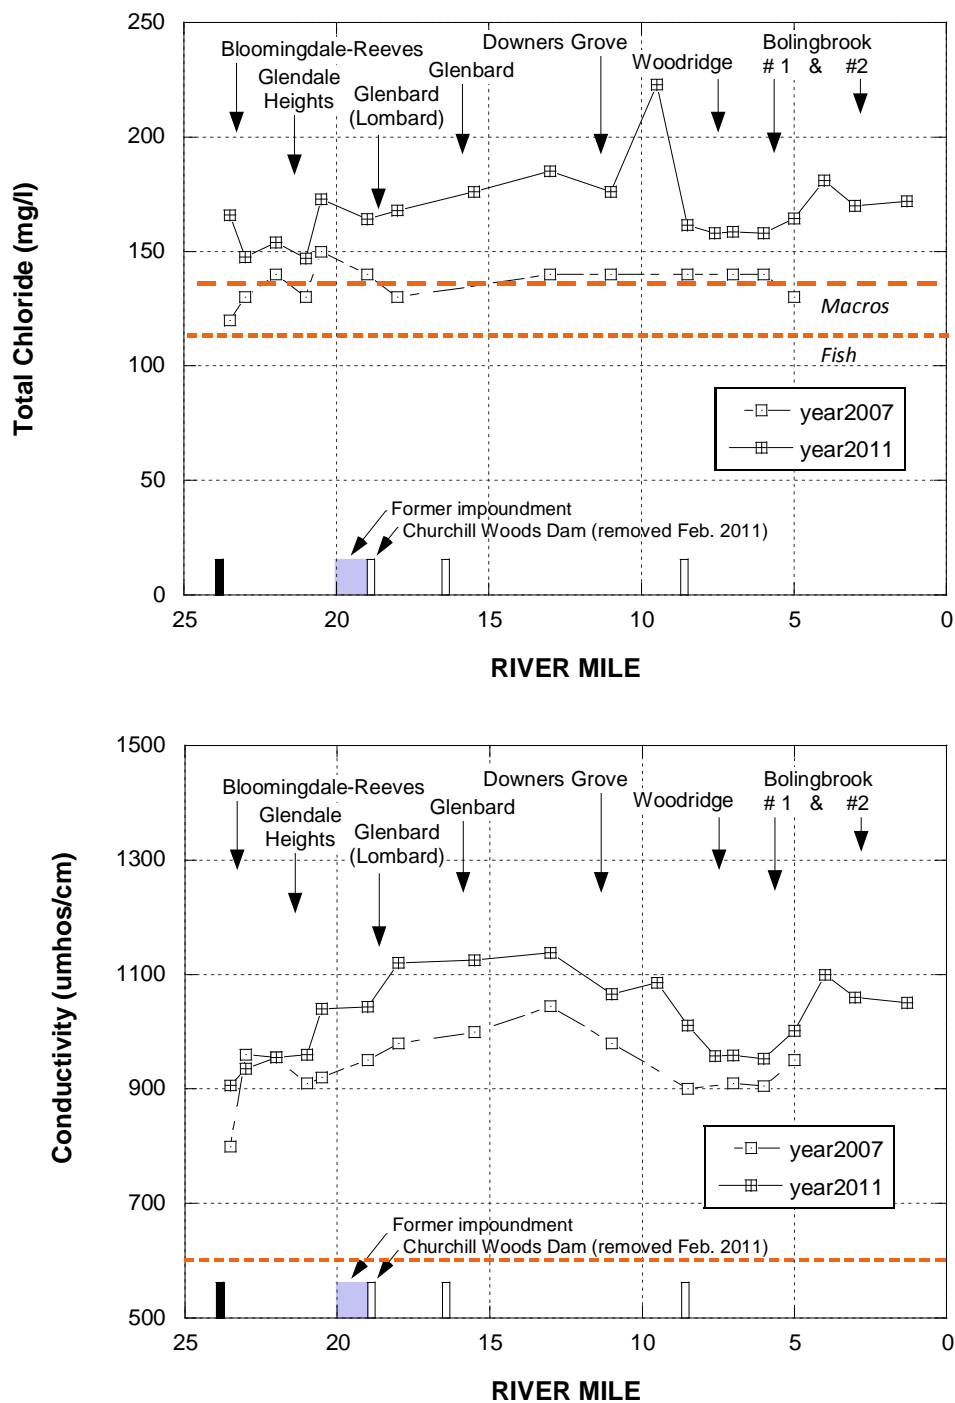 250
200
150
100
50
0
Total Chloride (mg/l)
Bloomingdale-Reeves
Glendale
Heights
Glenbard
(Lombard)
Glenbard
Downers Grove
Woodridge
Bolingbrook
# 1 & #2
Macros
Fish
year2007
year2011
Former impoundment
Churchill Woods Dam (removed Feb. 2011)
25 20 15 10 5 0
RIVER MILE
1500
1300
1100
900
700
500
Conductivity (umhos/cm)
Bloomingdale-Reeves
Glendale
Heights
Glenbard
(Lombard)
Glenbard
Downers Grove
Woodridge
Bolingbrook
# 1 & #2
year2007
year2011
Former impoundment
Churchill Woods Dam (removed Feb. 2011)
25 20 15 10 5 0
RIVER MILE